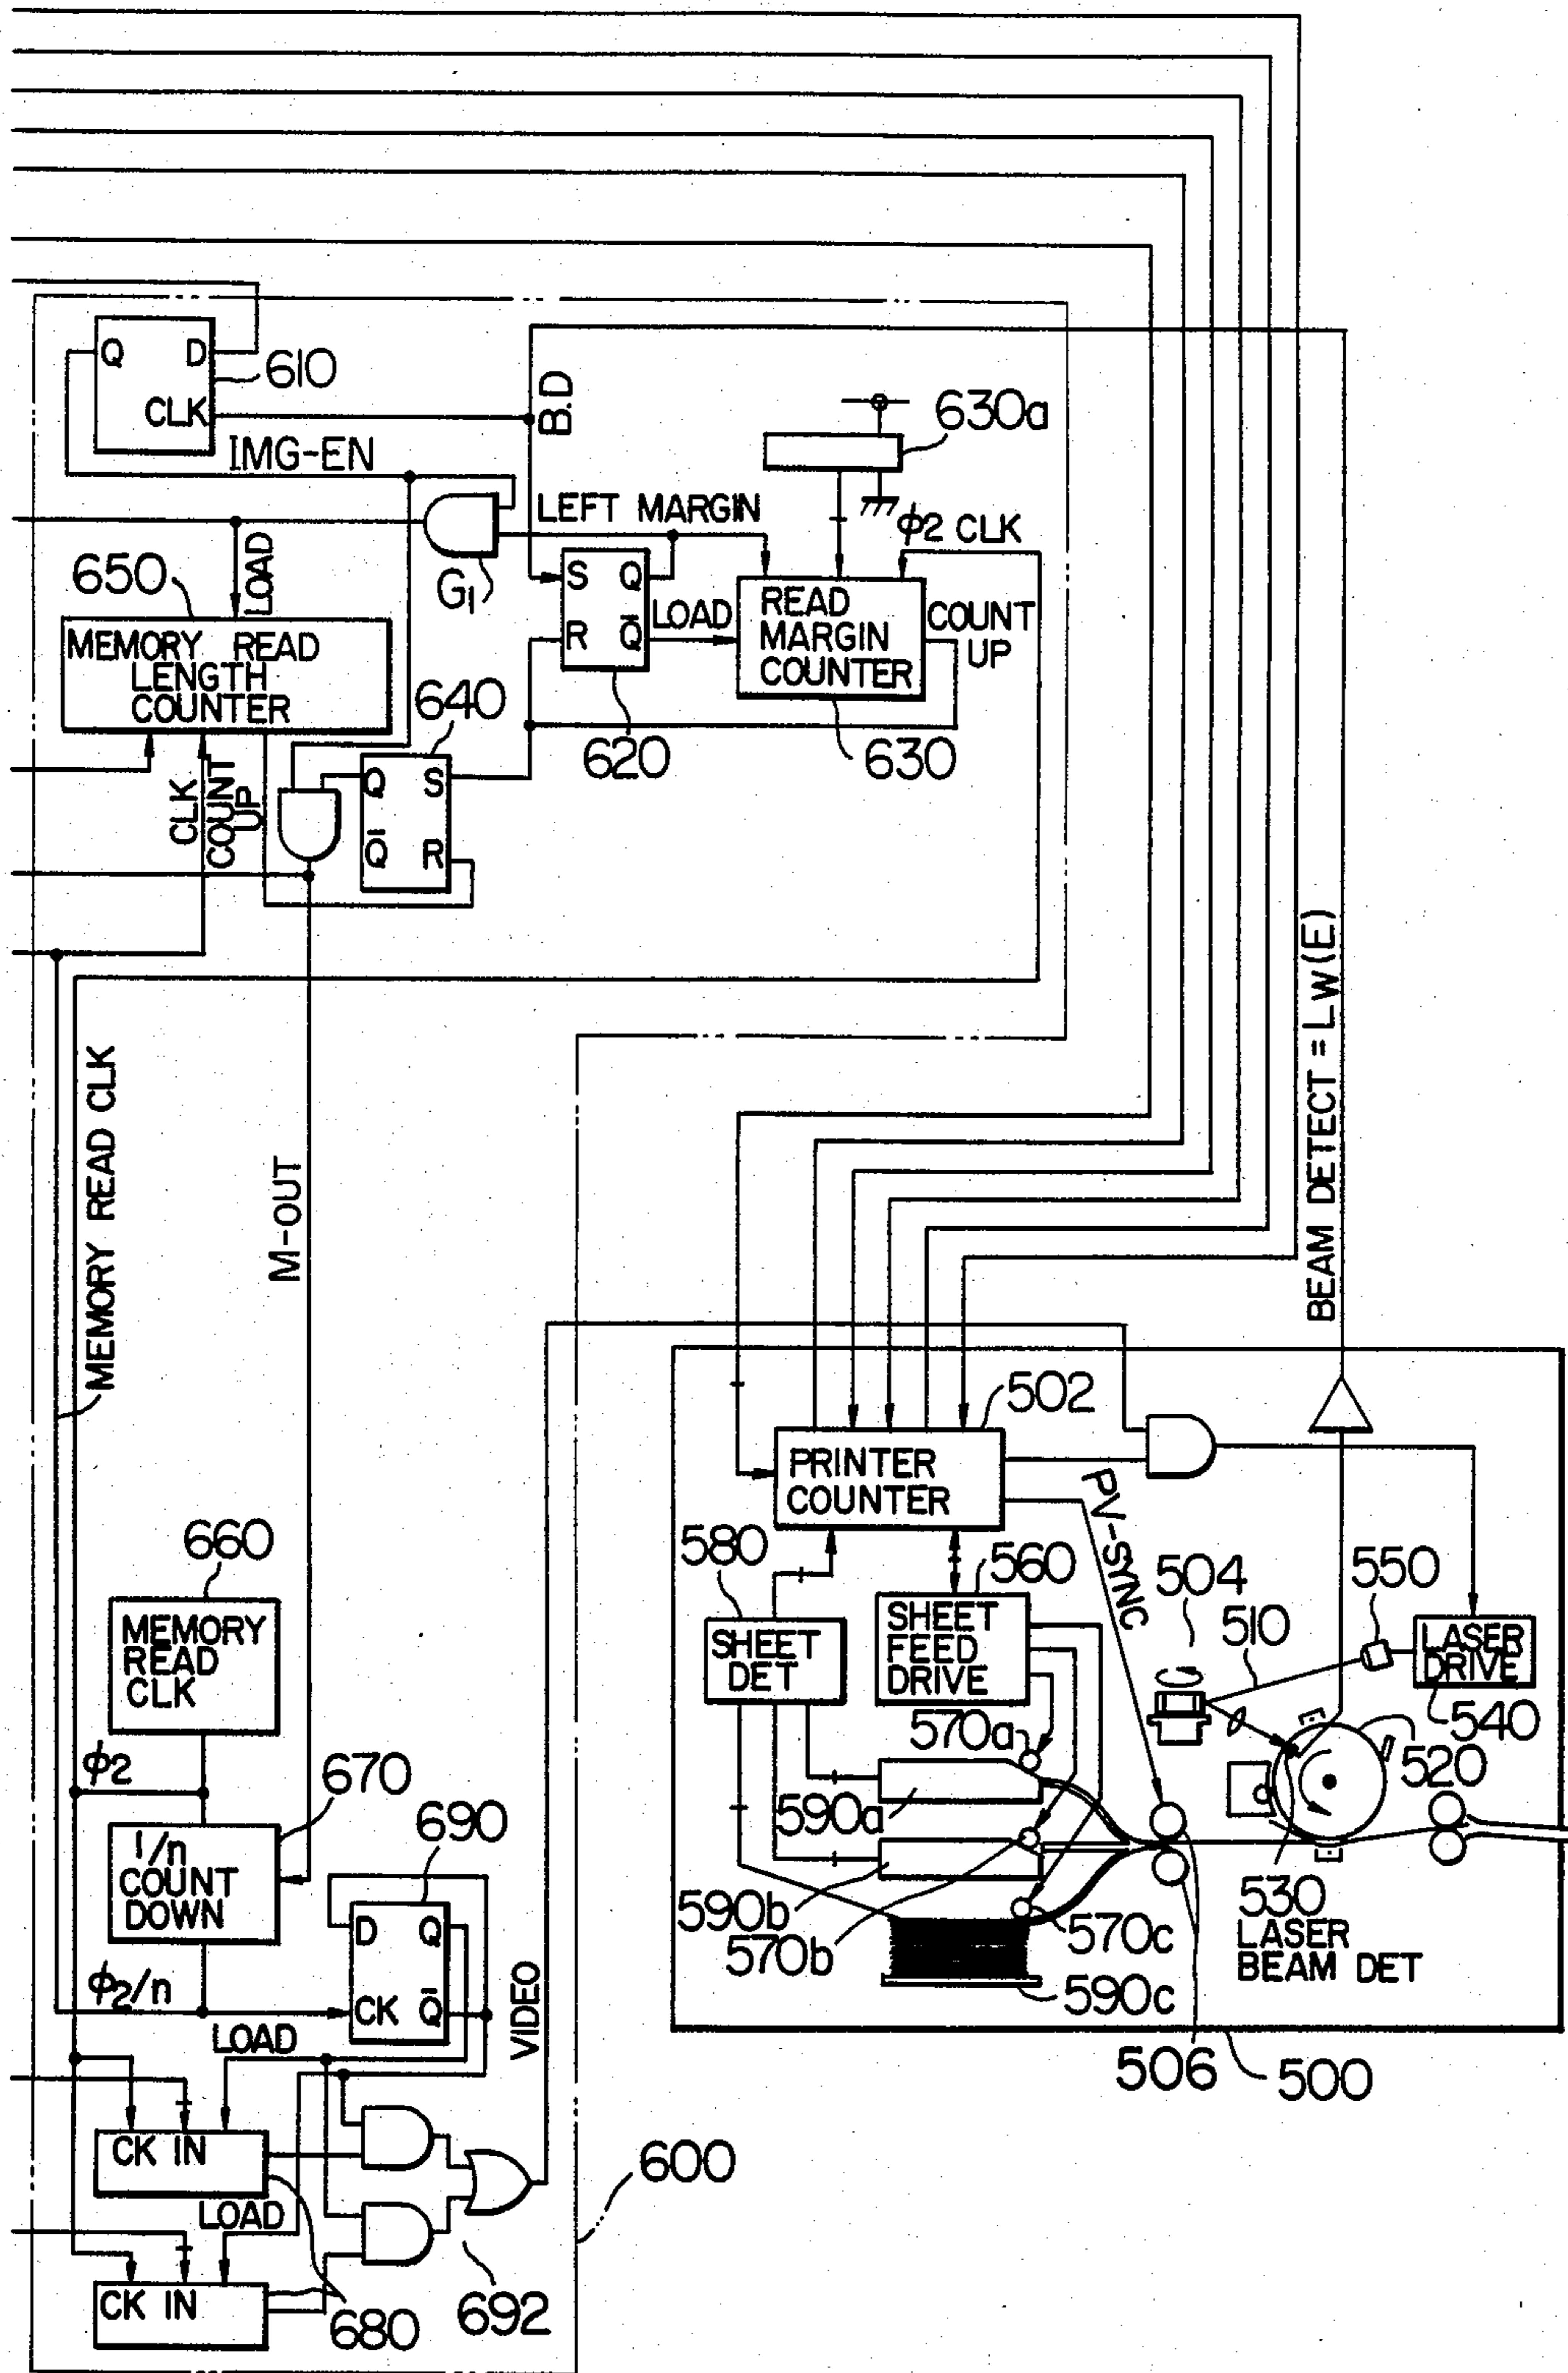 Q D
610
CLK
B.D
630a
IMG-EN
LEFT MARGIN
ϕ2 CLK
650
LOAD
G1
S Q
R Q̄
LOAD
READ
MARGIN
COUNTER
COUNT
UP
MEMORY READ
LENGTH
COUNTER
640
620
630
CLK
COUNT
UP
Q S
Q̄ R
BEAM DETECT = LW(E)
MEMORY READ CLK
M-OUT
502
PRINTER
COUNTER
PV-SYNC
580
560
504
550
510
SHEET
DET
SHEET
FEED
DRIVE
LASER
DRIVE
540
570a
520
590a
590b
570b
570c
590c
530
LASER
BEAM DET
506
500
660
MEMORY
READ
CLK
ϕ2
670
1/n
COUNT
DOWN
690
D Q
CK Q̄
ϕ2/n
LOAD
VIDEO
CK IN
LOAD
600
CK IN
680
692